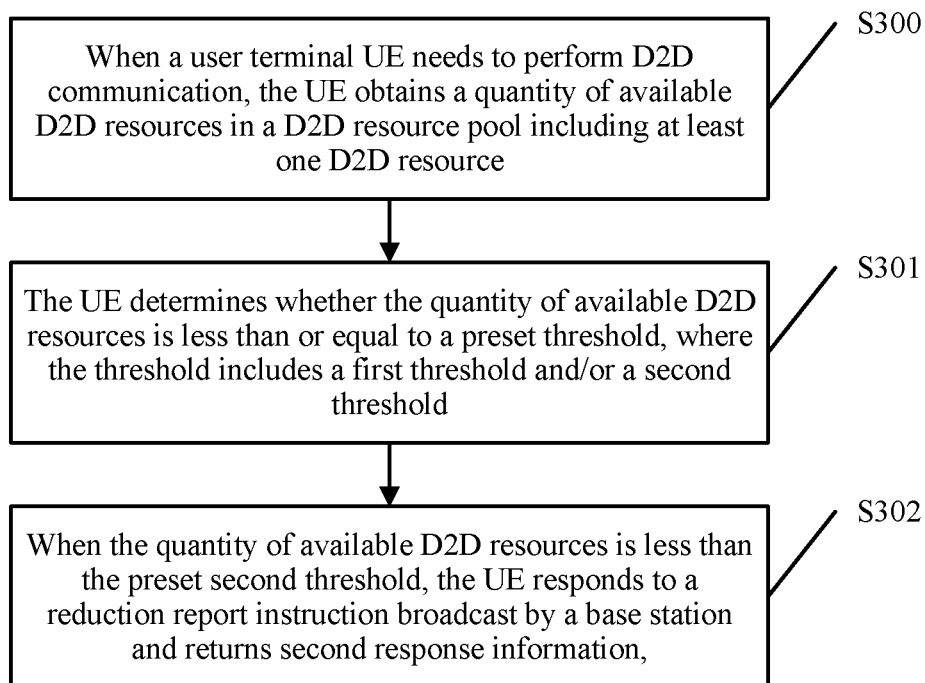 S300
When a user terminal UE needs to perform D2D
communication, the UE obtains a quantity of available
D2D resources in a D2D resource pool including at least
one D2D resource
S301
The UE determines whether the quantity of available D2D
resources is less than or equal to a preset threshold, where
the threshold includes a first threshold and/or a second
threshold
S302
When the quantity of available D2D resources is less than
the preset second threshold, the UE responds to a
reduction report instruction broadcast by a base station
and returns second response information,